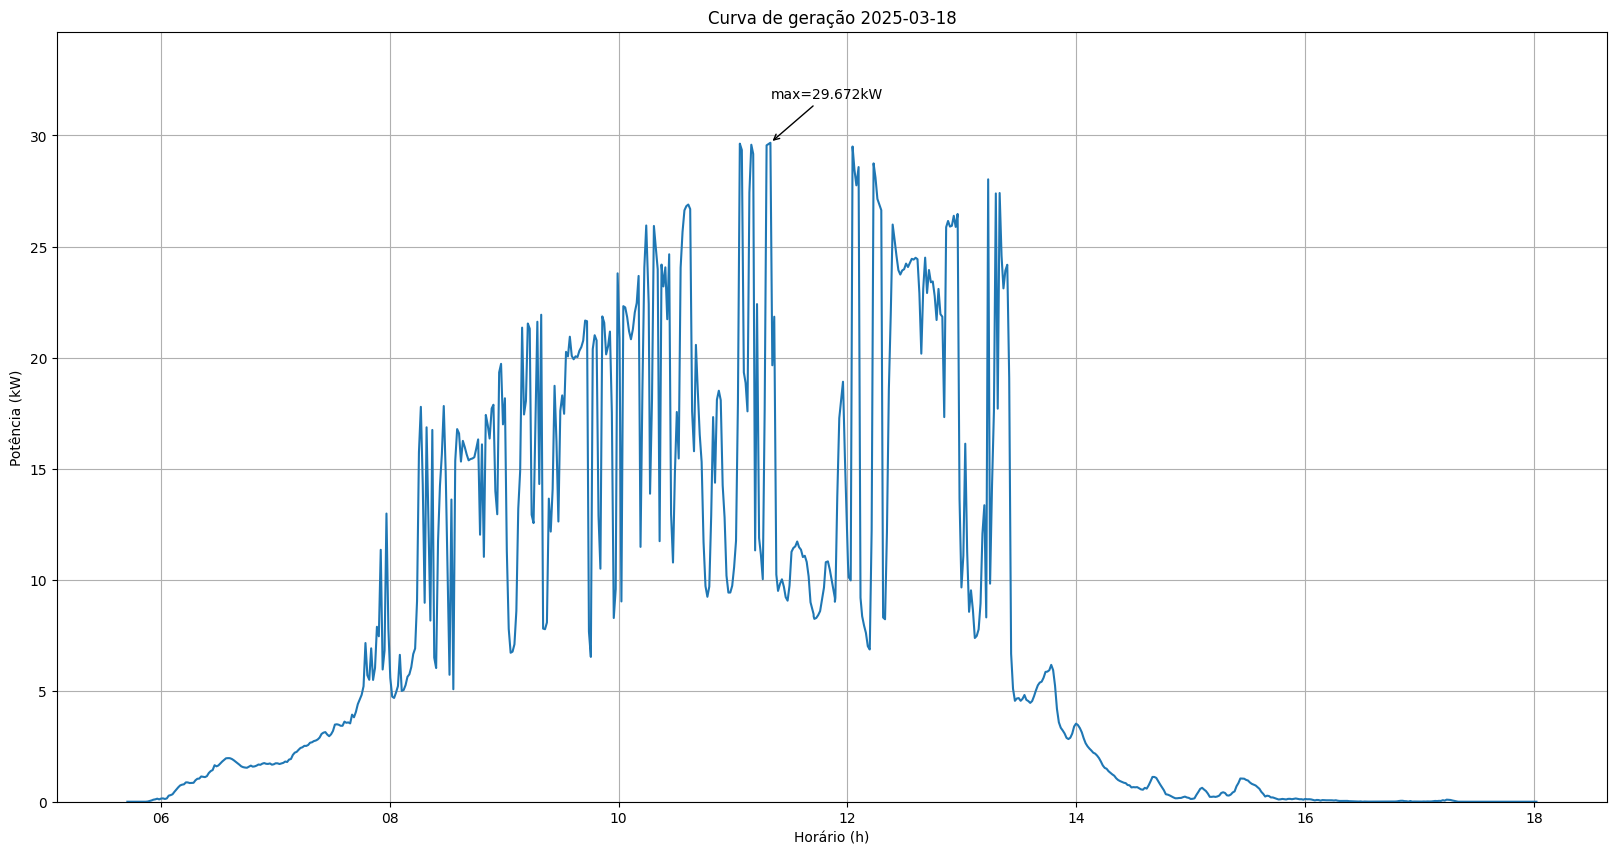 Curva de geração 2025-03-18
max=29.672kW
30
25
20
15
10
5
0
Potência (kW)
06 08 10 12 14 16 18
Horário (h)